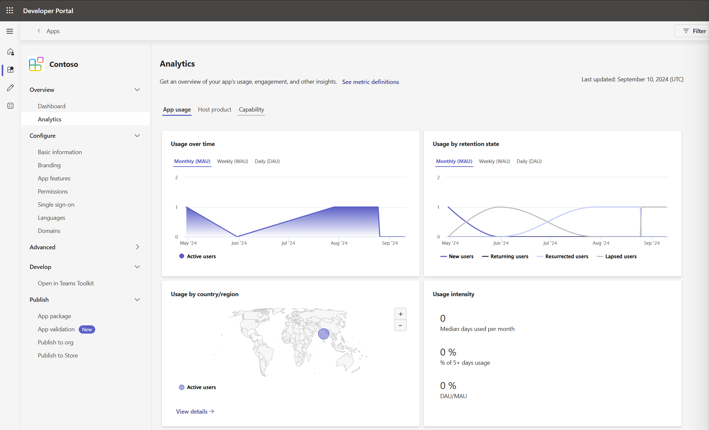 Developer Portal
Apps
Filter
Contoso
Overview
Dashboard
Analytics
Configure
Basic information
Branding
App features
Permissions
Single sign-on
Languages
Domains
Advanced
Develop
Open in Teams Toolkit
Publish
App package
App validation New
Publish to org
Publish to Store
Analytics
Get an overview of your app's usage, engagement, and other insights. See metric definitions
Last updated: September 10, 2024 (UTC)
App usage Host product Capability
Usage over time
Monthly (MAU) Weekly (WAU) Daily (DAU)
2
1
0
May '24 Jun '24 Jul '24 Aug '24 Sep '24
Active users
Usage by retention state
Monthly (MAU) Weekly (WAU) Daily (DAU)
2
1
0
May '24 Jun '24 Jul '24 Aug '24 Sep '24
New users Returning users Resurrected users Lapsed users
Usage by country/region
+
−
Active users
View details
Usage intensity
0
Median days used per month
0 %
% of 5+ days usage
0 %
DAU/MAU